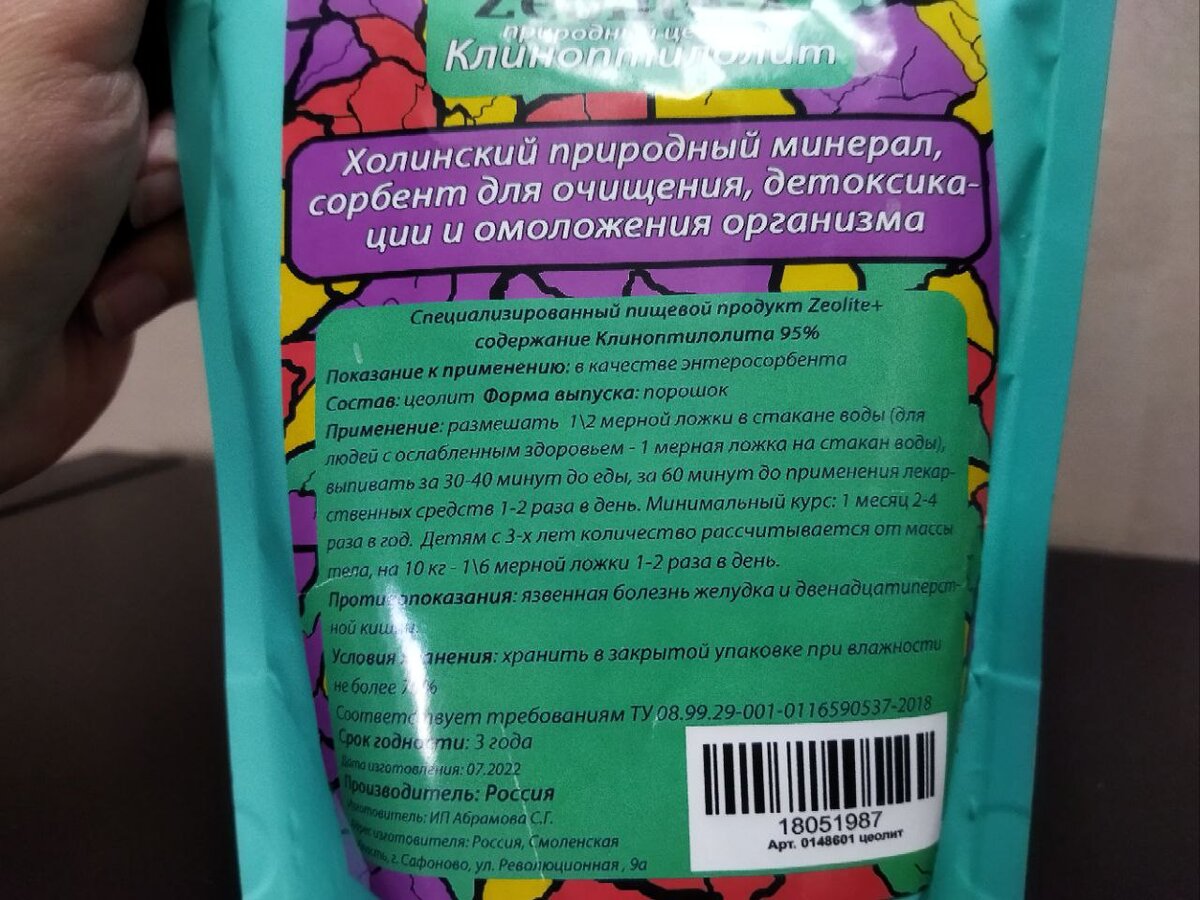 природный
Клиноптилолит
Холинский природный минерал,
сорбент для очищения, детоксика-
ции и омоложения организма
Специализированный пищевой продукт Zeolite+
содержание Клиноптилолита 95%
Показание к применению: в качестве энтеросорбента
Состав: цеолит Форма выпуска: порошок
Применение: размешать 1\2 мерной ложки в стакане воды (для
людей с ослабленным здоровьем - 1 мерная ложка на стакан воды),
выпивать за 30-40 минут до еды, за 60 минут до применения лекар-
ственных средств 1-2 раза в день. Минимальный курс: 1 месяц 2-4
раза в год. Детям с 3-х лет количество рассчитывается от массы
тела, на 10 кг - 1\6 мерной ложки 1-2 раза в день.
Противопоказания: язвенная болезнь желудка и двенадцатиперст-
ной кишки.
Условия хранения: хранить в закрытой упаковке при влажности
не более
Соответствует требованиям ТУ 08.99.29-001-0116590537-2018
Срок годности: 3 года
Дата изготовления: 07.2022
Производитель: Россия
Изготовитель: ИП Абрамова С.Г.
Адрес изготовителя: Россия, Смоленская
область, г. Сафоново, ул. Революционная , 9а
18051987
Арт. 0148601 цеолит